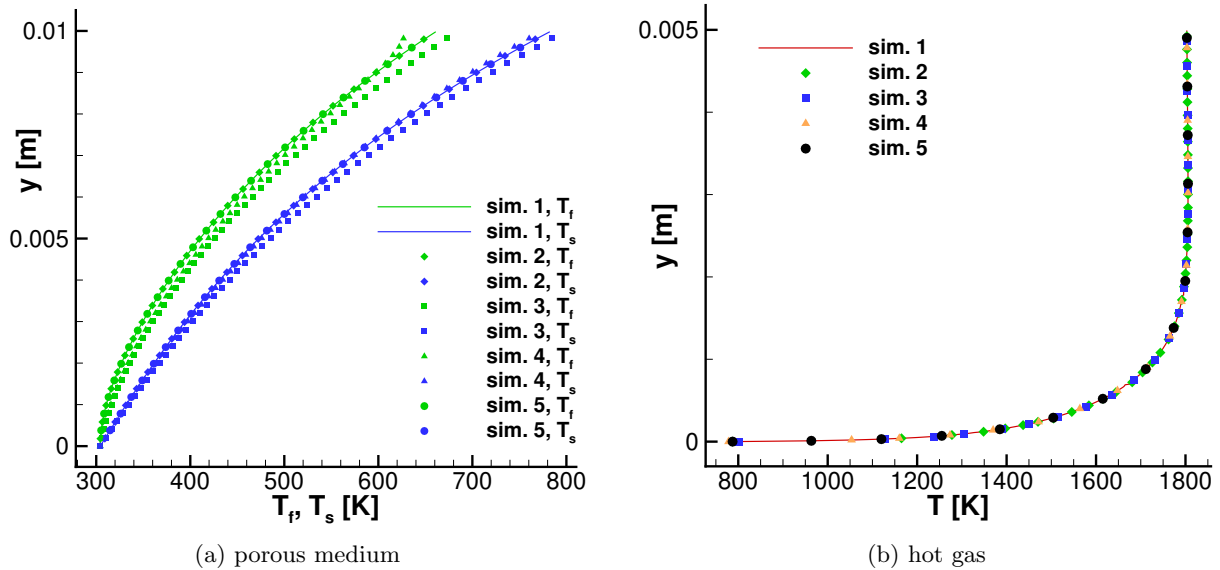 0.01
0.005
0
y [m]
300 400 500 600 700 800
T_f, T_s [K]
sim. 1, T_f
sim. 1, T_s
sim. 2, T_f
sim. 2, T_s
sim. 3, T_f
sim. 3, T_s
sim. 4, T_f
sim. 4, T_s
sim. 5, T_f
sim. 5, T_s
(a) porous medium
0.005
0
y [m]
800 1000 1200 1400 1600 1800
T [K]
sim. 1
sim. 2
sim. 3
sim. 4
sim. 5
(b) hot gas